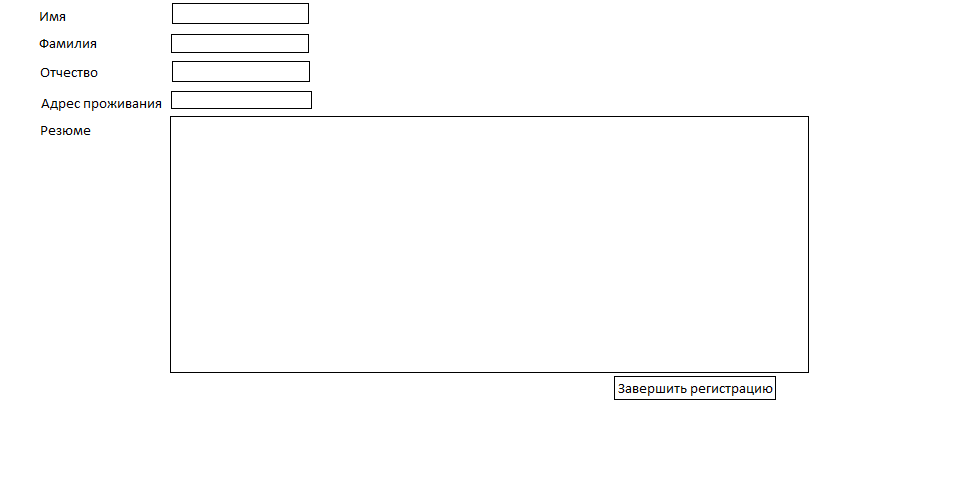 Имя
Фамилия
Отчество
Адрес проживания
Резюме
Завершить регистрацию